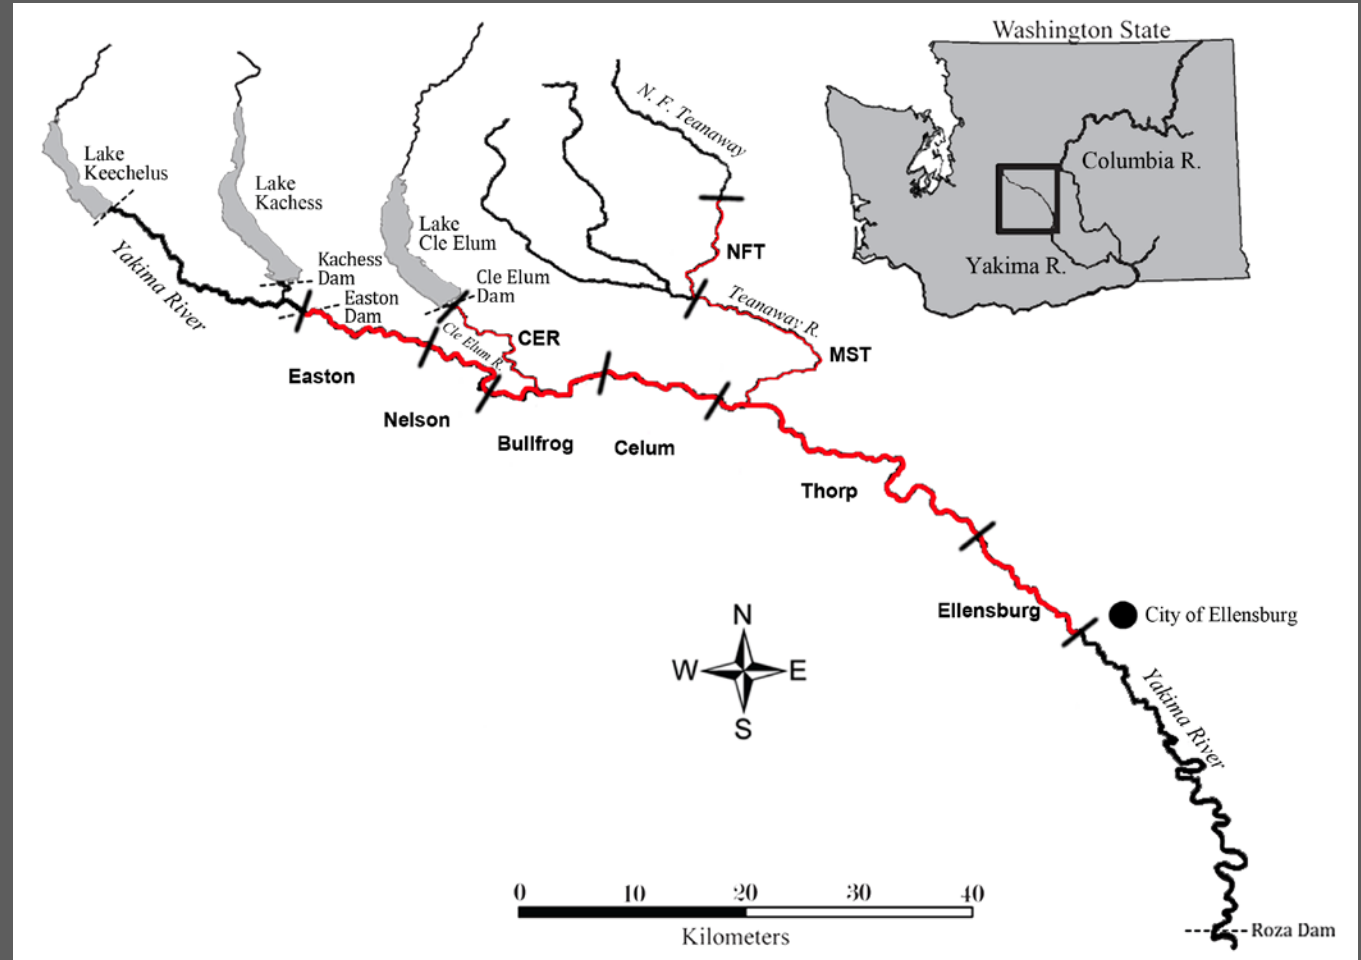 Washington State
N. F. Teanaway
Lake
Keechelus
Columbia R.
Lake
Kachess
Lake
Cle Elum
NFT
Yakima River
Kachess
Dam
Yakima R.
Cle Elum
Dam
Easton
Dam
Teanaway R.
Cle Elum R.
CER
MST
Easton
Nelson
Bullfrog
Celum
Thorp
Ellensburg
City of Ellensburg
N
W
E
S
Yakima River
0 10 20 30 40
Kilometers
Roza Dam